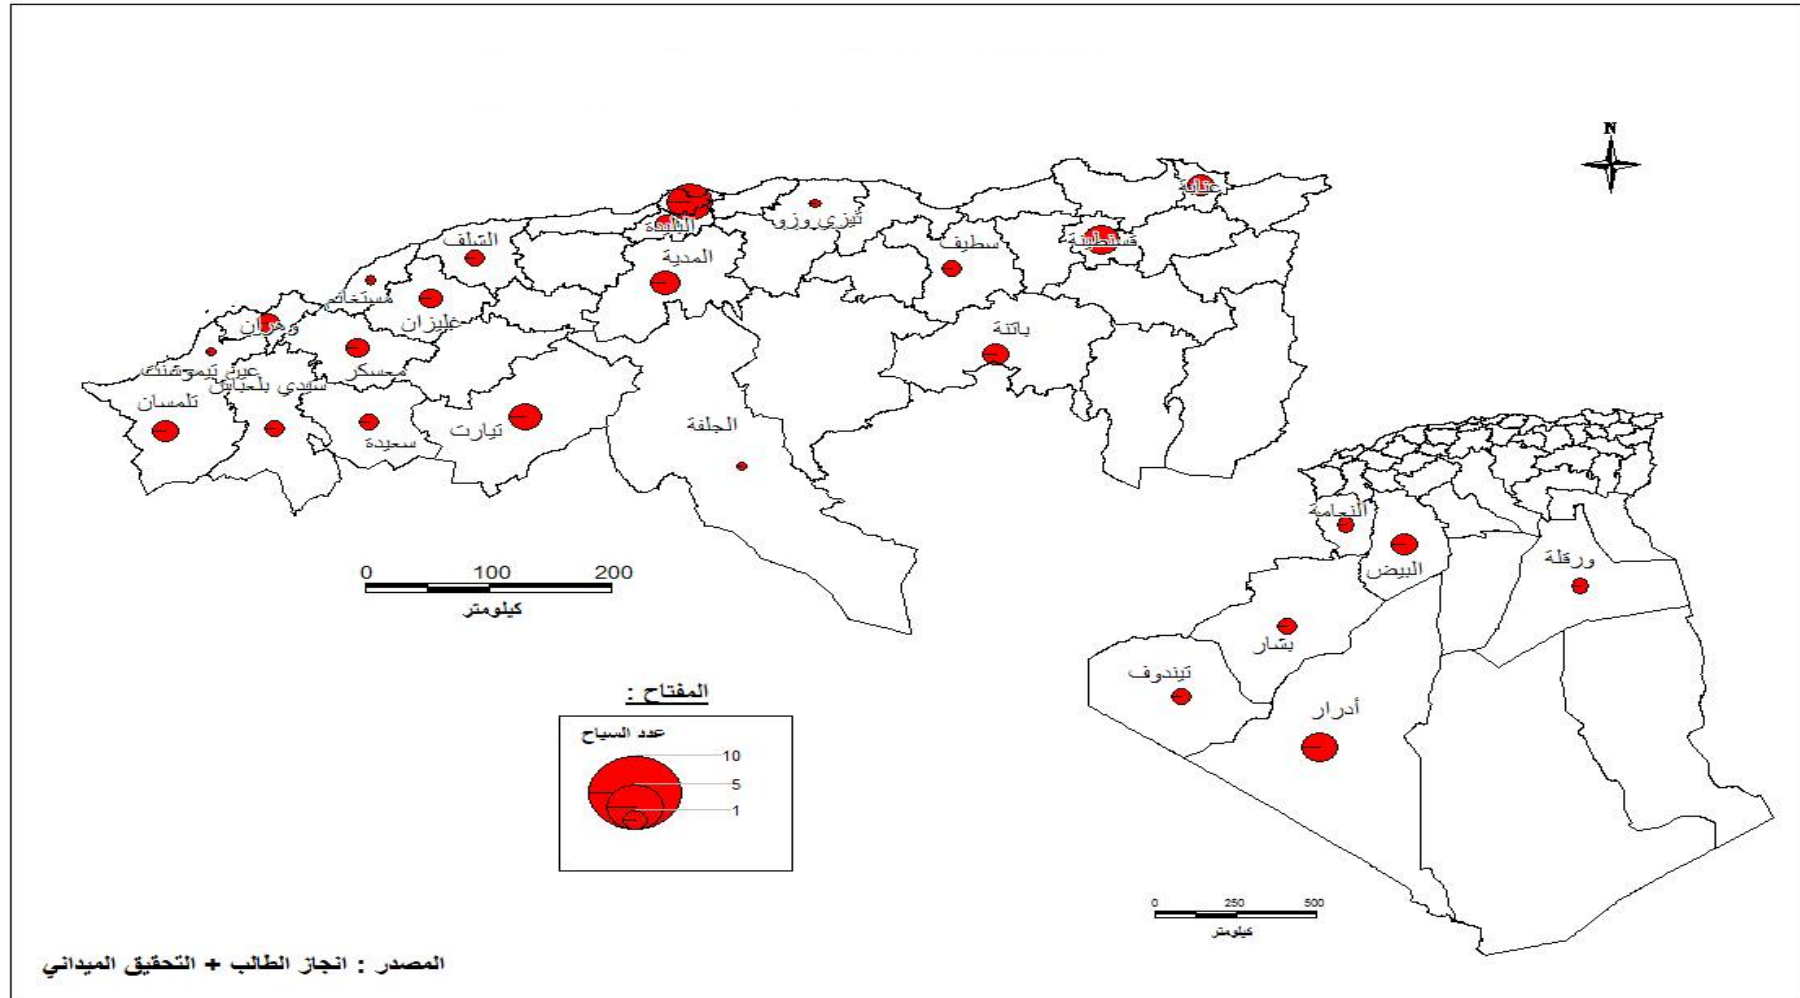 N
عنابة
تيزي وزو
البليدة
قسنطينة
سطيف
الشلف
المدية
مستغانم
غليزان
وهران
باتنة
معسكر
عين تيموشنت
سيدي بلعباس
تلمسان
الجلفة
تيارت
سعيدة
0 100 200
كيلومتر
النعامة
البيض
ورقلة
بشار
تيندوف
أدرار
المفتاح :
عدد السياح
10
5
1
0 250 500
كيلومتر
المصدر : انجاز الطالب + التحقيق الميداني